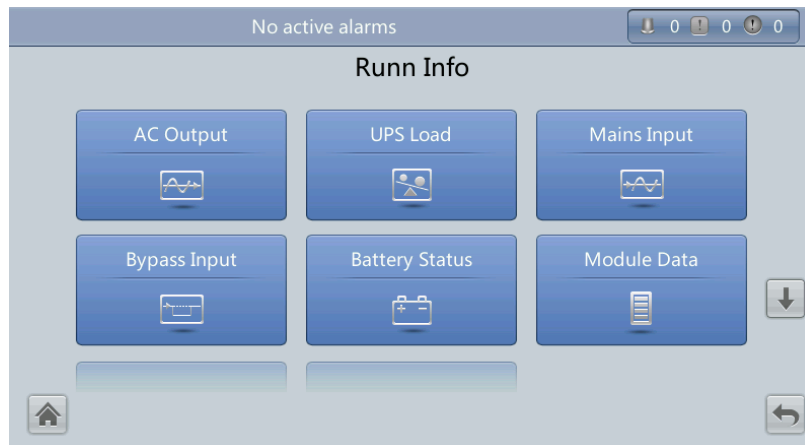 No active alarms
0 0 0
Runn Info
AC Output UPS Load Mains Input
Bypass Input Battery Status Module Data